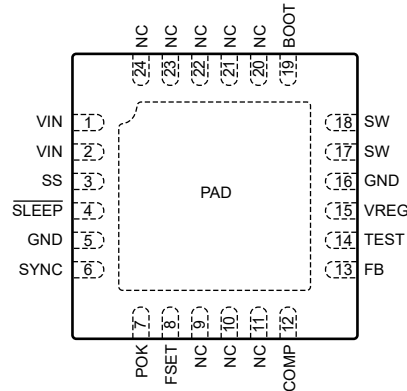 NC NC NC NC NC BOOT
24 23 22 21 20 19
VIN 1
VIN 2
SS 3
SLEEP 4
GND 5
SYNC 6
PAD
18 SW
17 SW
16 GND
15 VREG
14 TEST
13 FB
7 8 9 10 11 12
POK FSET NC NC NC COMP